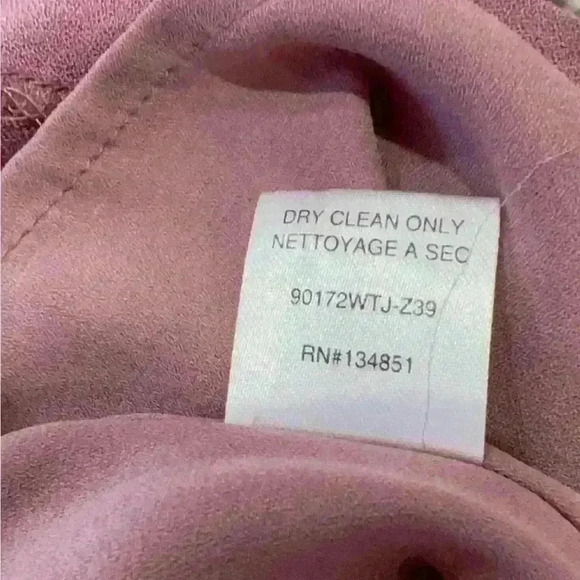 DRY CLEAN ONLY
NETTOYAGE A SEC
90172WTJ-Z39
RN#134851